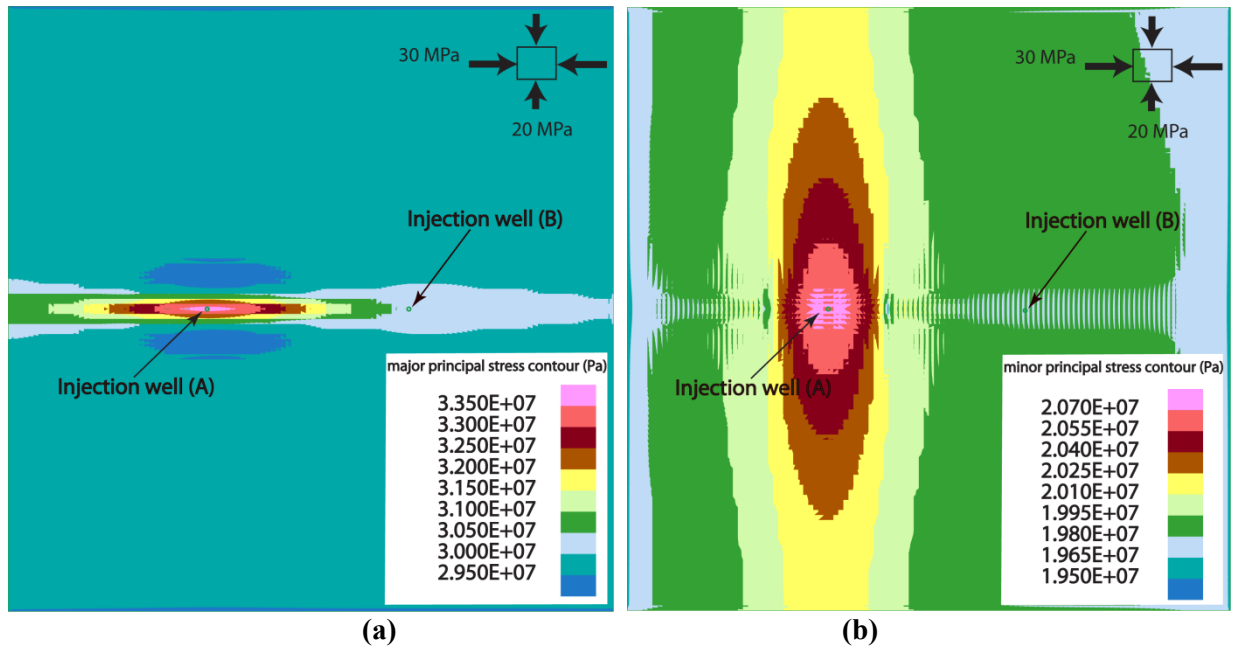 30 MPa
20 MPa
Injection well (B)
Injection well (A)
major principal stress contour (Pa)
3.350E+07
3.300E+07
3.250E+07
3.200E+07
3.150E+07
3.100E+07
3.050E+07
3.000E+07
2.950E+07
(a)
30 MPa
20 MPa
Injection well (B)
Injection well (A)
minor principal stress contour (Pa)
2.070E+07
2.055E+07
2.040E+07
2.025E+07
2.010E+07
1.995E+07
1.980E+07
1.965E+07
1.950E+07
(b)